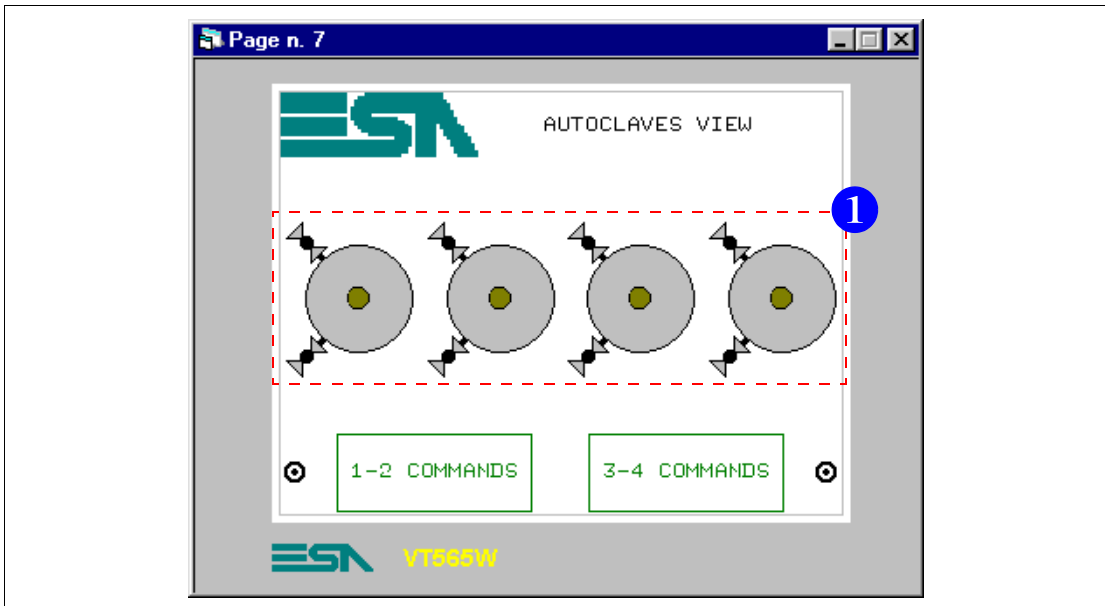 Page n. 7
ESA
AUTOCLAVES VIEW
1
1-2 COMMANDS
3-4 COMMANDS
ESA
VT565W